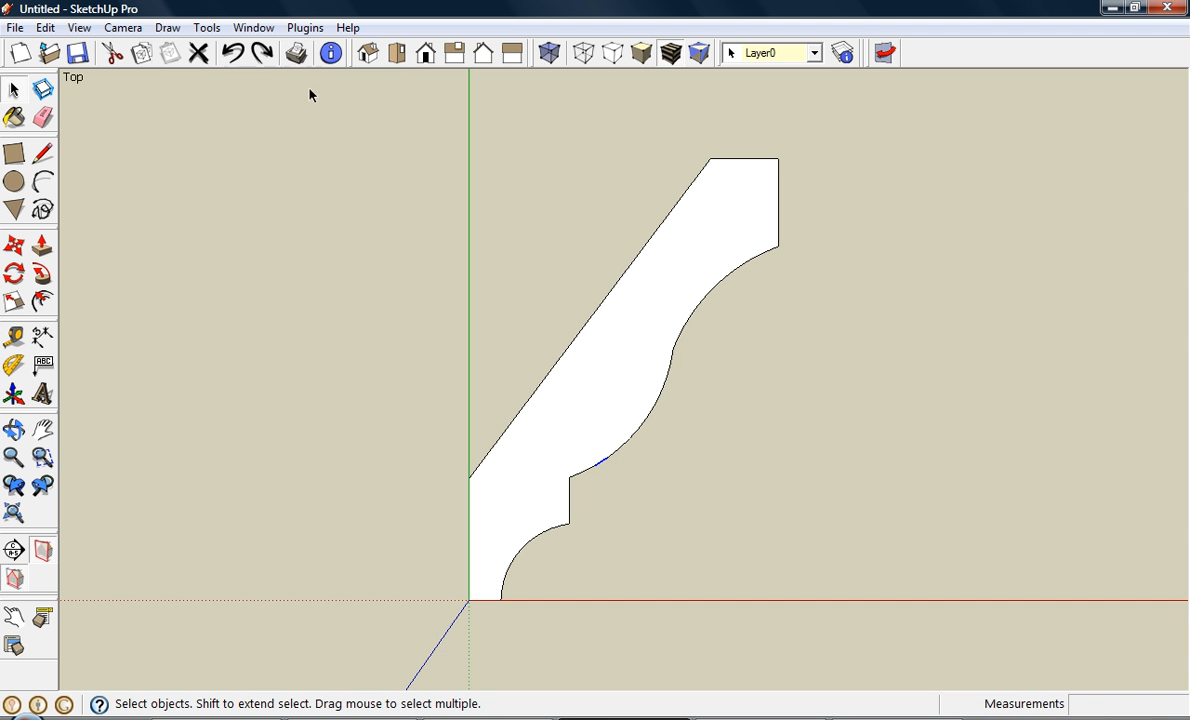 Untitled - SketchUp Pro
File Edit View Camera Draw Tools Window Plugins Help
Layer0
Top
ABC
Select objects. Shift to extend select. Drag mouse to select multiple.
Measurements